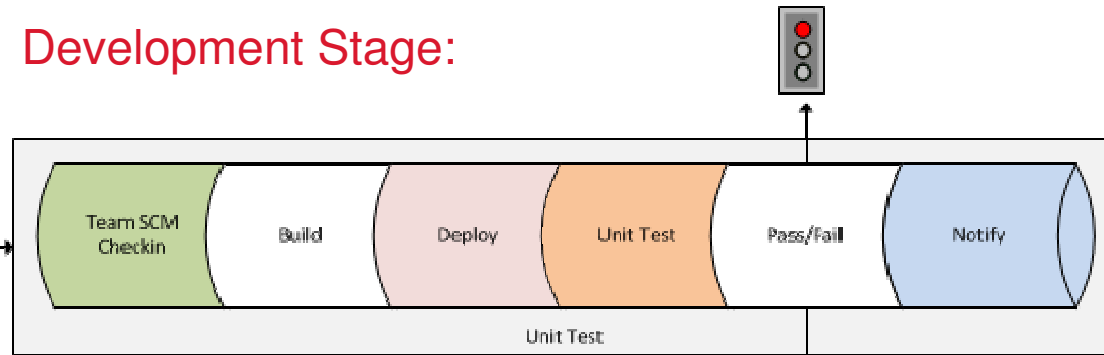 Development Stage:
Team SCM
Checkin
Build
Deploy
Unit Test
Pass/Fail
Notify
Unit Test